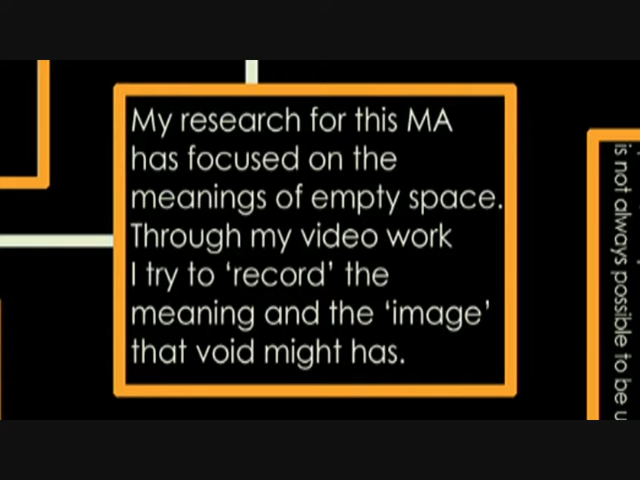 My research for this MA
has focused on the
meanings of empty space.
Through my video work
I try to ‘record’ the
meaning and the ‘image’
that void might has.
is not always possible to be